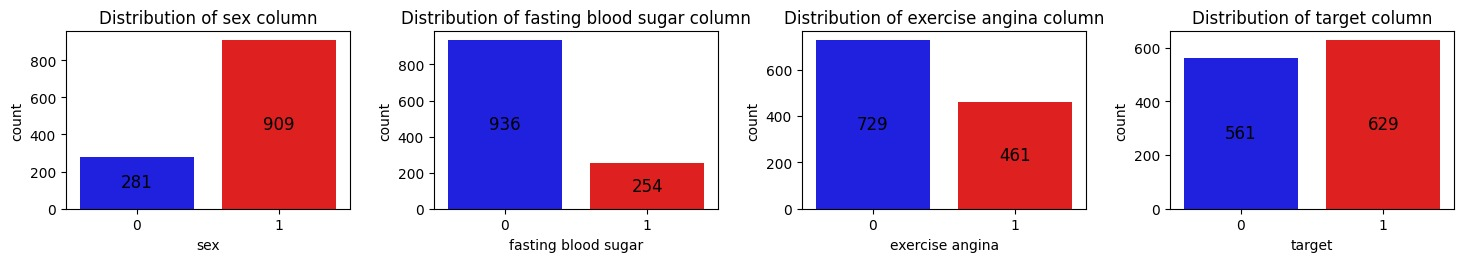 Distribution of sex column
count
800
600
400
200
0
281
909
0
1
sex
Distribution of fasting blood sugar column
count
800
600
400
200
0
936
254
0
1
fasting blood sugar
Distribution of exercise angina column
count
600
400
200
0
729
461
0
1
exercise angina
Distribution of target column
count
600
400
200
0
561
629
0
1
target